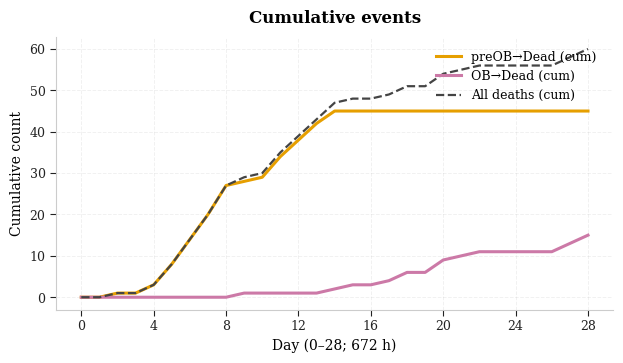 Cumulative events
preOB→Dead (cum)
OB→Dead (cum)
All deaths (cum)
Cumulative count
60
50
40
30
20
10
0
0 4 8 12 16 20 24 28
Day (0–28; 672 h)